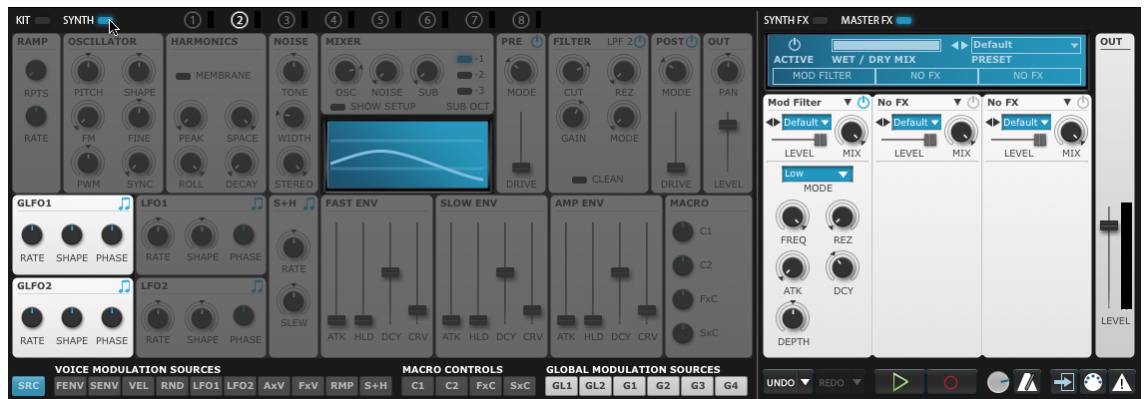 KIT SYNTH 1 2 3 4 5 6 7 8 SYNTH FX MASTER FX
RAMP OSCILLATOR HARMONICS NOISE MIXER PRE FILTER LPF 2 POST OUT
RPTS PITCH SHAPE MEMBRANE TONE OSC NOISE SUB -1 -2 -3 MODE CUT REZ MODE PAN
SHOW SETUP SUB OCT
RATE FM FINE PEAK SPACE WIDTH GAIN MODE
PWM SYNC ROLL DECAY STEREO DRIVE CLEAN DRIVE LEVEL
GLFO1 LFO1 S+H FAST ENV SLOW ENV AMP ENV MACRO
C1
RATE SHAPE PHASE RATE SHAPE PHASE RATE C2
GLFO2 LFO2 FxC
RATE SHAPE PHASE RATE SHAPE PHASE SLEW ATK HLD DCY CRV ATK HLD DCY CRV ATK HLD DCY CRV SxC
VOICE MODULATION SOURCES MACRO CONTROLS GLOBAL MODULATION SOURCES
SRC FENV SENV VEL RND LFO1 LFO2 AxV FxV RMP S+H C1 C2 FxC SxC GL1 GL2 G1 G2 G3 G4
Default
ACTIVE WET / DRY MIX PRESET
MOD FILTER NO FX NO FX
OUT
Mod Filter No FX No FX
Default Default Default
LEVEL MIX LEVEL MIX LEVEL MIX
Low
MODE
FREQ REZ
ATK DCY
DEPTH
LEVEL
UNDO REDO